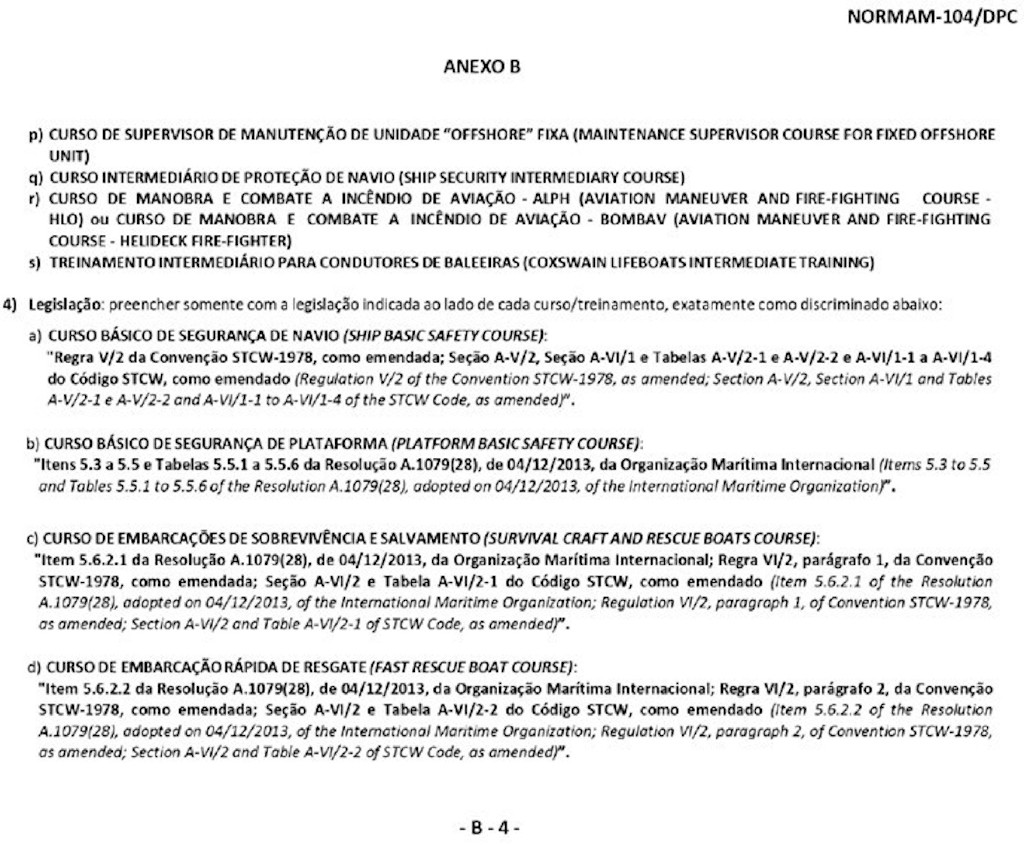 NORMAM-104/DPC
ANEXO B
p) CURSO DE SUPERVISOR DE MANUTENÇÃO DE UNIDADE "OFFSHORE" FIXA (MAINTENANCE SUPERVISOR COURSE FOR FIXED OFFSHORE
UNIT)
q) CURSO INTERMEDIÁRIO DE PROTEÇÃO DE NAVIO (SHIP SECURITY INTERMEDIARY COURSE)
r) CURSO DE MANOBRA E COMBATE A INCÊNDIO DE AVIAÇÃO - ALPH (AVIATION MANEUVER AND FIRE-FIGHTING COURSE -
HLO) ou CURSO DE MANOBRA E COMBATE A INCÊNDIO DE AVIAÇÃO - BOMBAV (AVIATION MANEUVER AND FIRE-FIGHTING
COURSE - HELIDECK FIRE-FIGHTER)
s) TREINAMENTO INTERMEDIÁRIO PARA CONDUTORES DE BALEEIRAS (COXSWAIN LIFEBOATS INTERMEDIATE TRAINING)
4) Legislação: preencher somente com a legislação indicada ao lado de cada curso/treinamento, exatamente como discriminado abaixo:
a) CURSO BÁSICO DE SEGURANÇA DE NAVIO (SHIP BASIC SAFETY COURSE):
"Regra V/2 da Convenção STCW-1978, como emendada; Seção A-V/2, Seção A-VI/1 e Tabelas A-V/2-1 e A-V/2-2 e A-VI/1-1 a A-VI/1-4
do Código STCW, como emendado (Regulation V/2 of the Convention STCW-1978, as amended; Section A-V/2, Section A-VI/1 and Tables
A-V/2-1 e A-V/2-2 and A-VI/1-1 to A-VI/1-4 of the STCW Code, as amended)".
b) CURSO BÁSICO DE SEGURANÇA DE PLATAFORMA (PLATFORM BASIC SAFETY COURSE):
"Itens 5.3 a 5.5 e Tabelas 5.5.1 a 5.5.6 da Resolução A.1079(28), de 04/12/2013, da Organização Marítima Internacional (Items 5.3 to 5.5
and Tables 5.5.1 to 5.5.6 of the Resolution A.1079(28), adopted on 04/12/2013, of the International Maritime Organization)".
c) CURSO DE EMBARCAÇÕES DE SOBREVIVÊNCIA E SALVAMENTO (SURVIVAL CRAFT AND RESCUE BOATS COURSE):
"Item 5.6.2.1 da Resolução A.1079(28), de 04/12/2013, da Organização Marítima Internacional; Regra VI/2, parágrafo 1, da Convenção
STCW-1978, como emendada; Seção A-VI/2 e Tabela A-VI/2-1 do Código STCW, como emendado (Item 5.6.2.1 of the Resolution
A.1079(28), adopted on 04/12/2013, of the International Maritime Organization; Regulation VI/2, paragraph 1, of Convention STCW-1978,
as amended; Section A-VI/2 and Table A-VI/2-1 of STCW Code, as amended)".
d) CURSO DE EMBARCAÇÃO RÁPIDA DE RESGATE (FAST RESCUE BOAT COURSE):
"Item 5.6.2.2 da Resolução A.1079(28), de 04/12/2013, da Organização Marítima Internacional; Regra VI/2, parágrafo 2, da Convenção
STCW-1978, como emendada; Seção A-VI/2 e Tabela A-VI/2-2 do Código STCW, como emendado (Item 5.6.2.2 of the Resolution
A.1079(28), adopted on 04/12/2013, of the International Maritime Organization; Regulation VI/2, paragraph 2, of Convention STCW-1978,
as amended; Section A-VI/2 and Table A-VI/2-2 of STCW Code, as amended)".
- B - 4 -